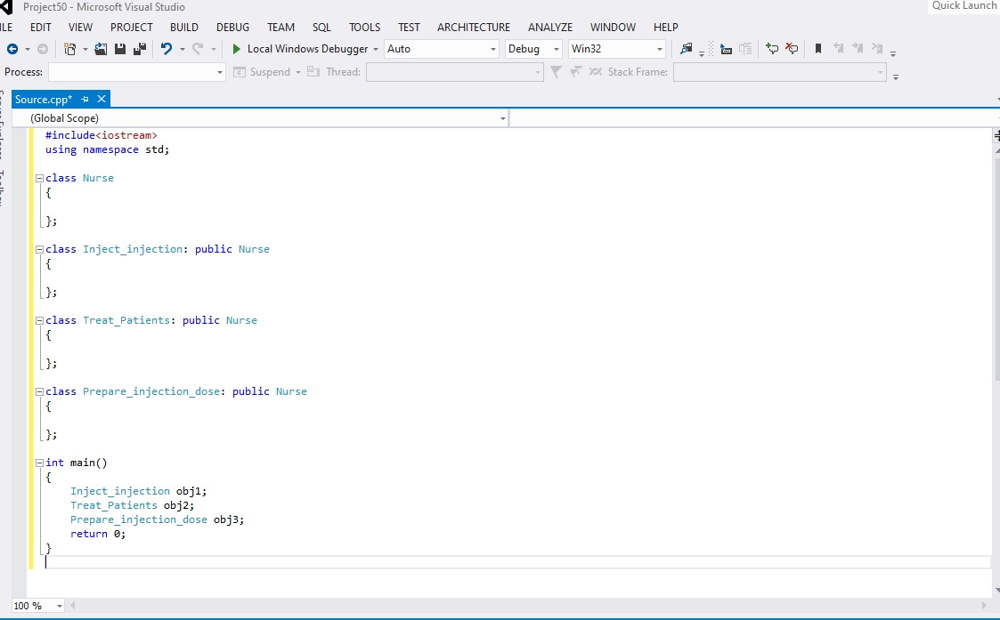 Project50 - Microsoft Visual Studio
Quick Launch
EDIT VIEW PROJECT BUILD DEBUG TEAM SQL TOOLS TEST ARCHITECTURE ANALYZE WINDOW HELP
Local Windows Debugger Auto Debug Win32
Process: Suspend Thread: Stack Frame:
Source.cpp*
(Global Scope)
#include<iostream>
using namespace std;
class Nurse
{
};
class Inject_injection: public Nurse
{
};
class Treat_Patients: public Nurse
{
};
class Prepare_injection_dose: public Nurse
{
};
int main()
{
Inject_injection obj1;
Treat_Patients obj2;
Prepare_injection_dose obj3;
return 0;
}
100 %